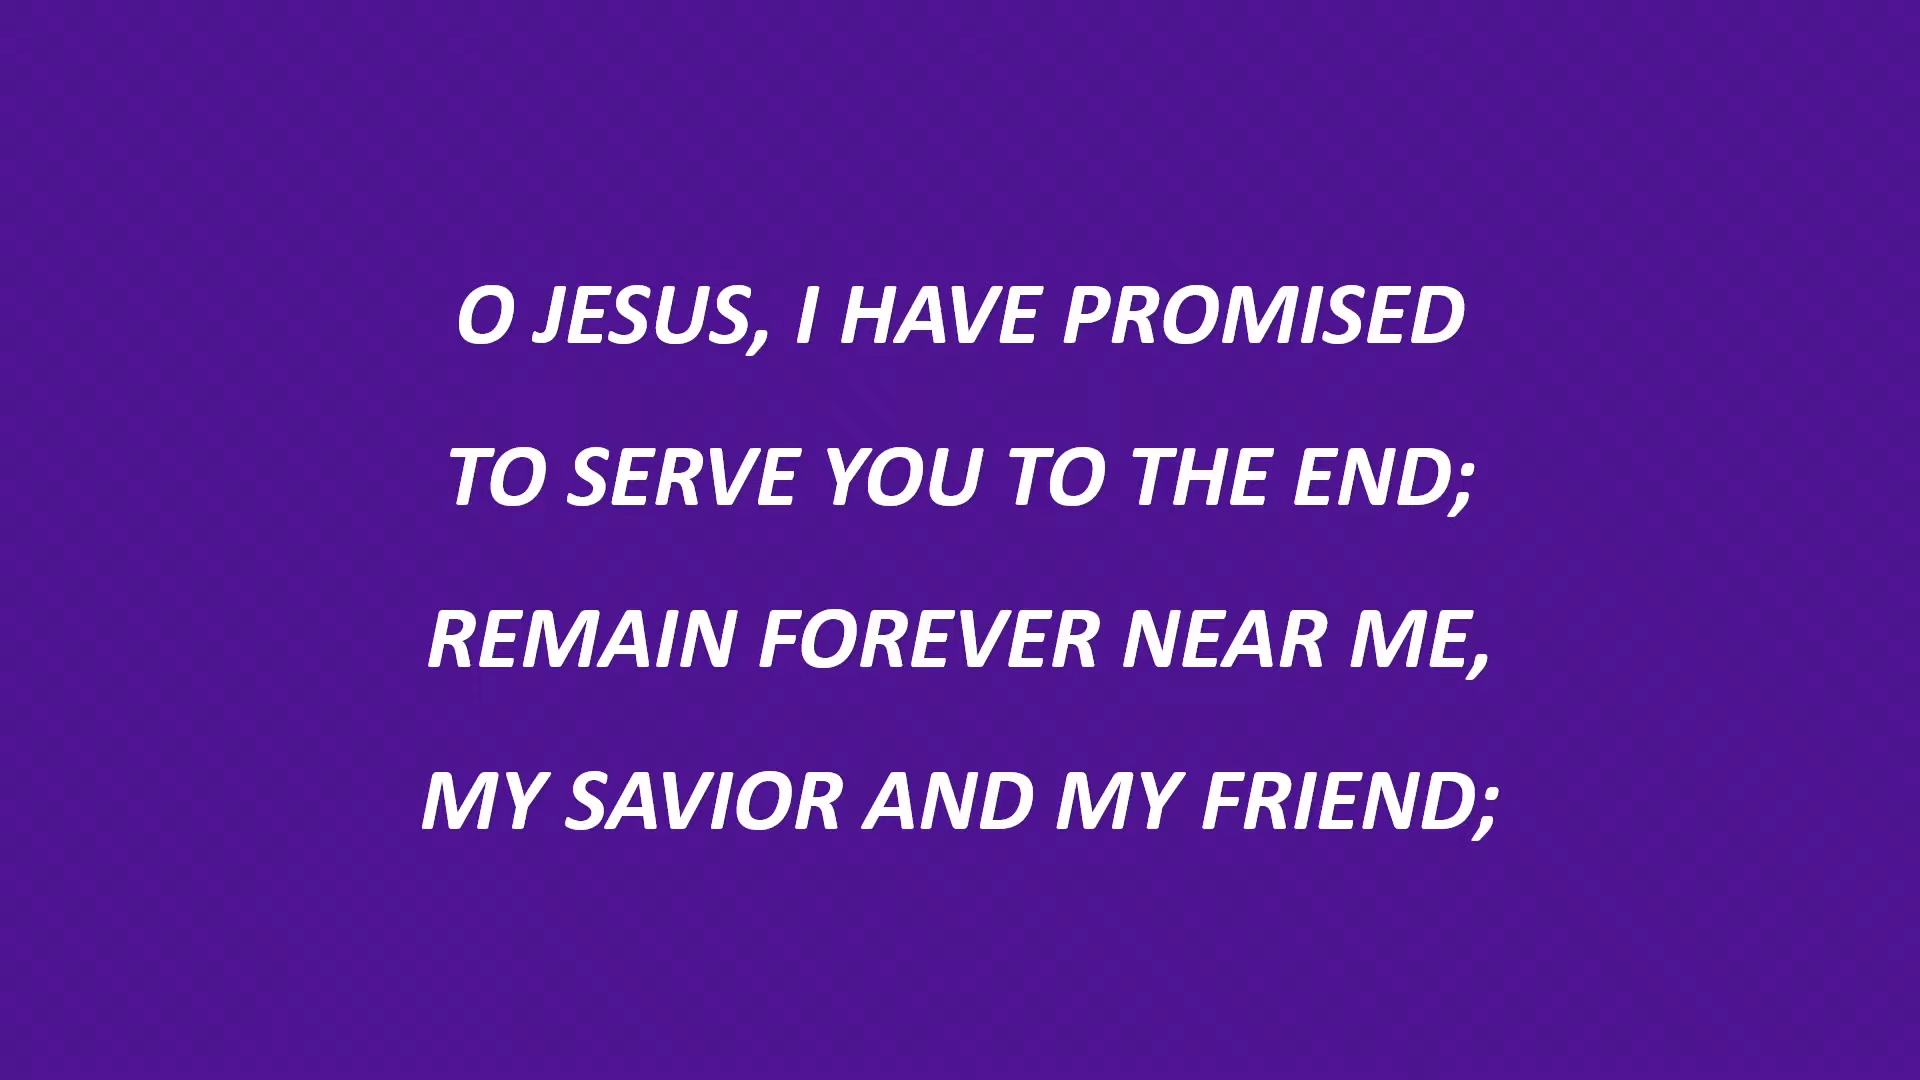 O JESUS, I HAVE PROMISED
TO SERVE YOU TO THE END;
REMAIN FOREVER NEAR ME,
MY SAVIOR AND MY FRIEND;